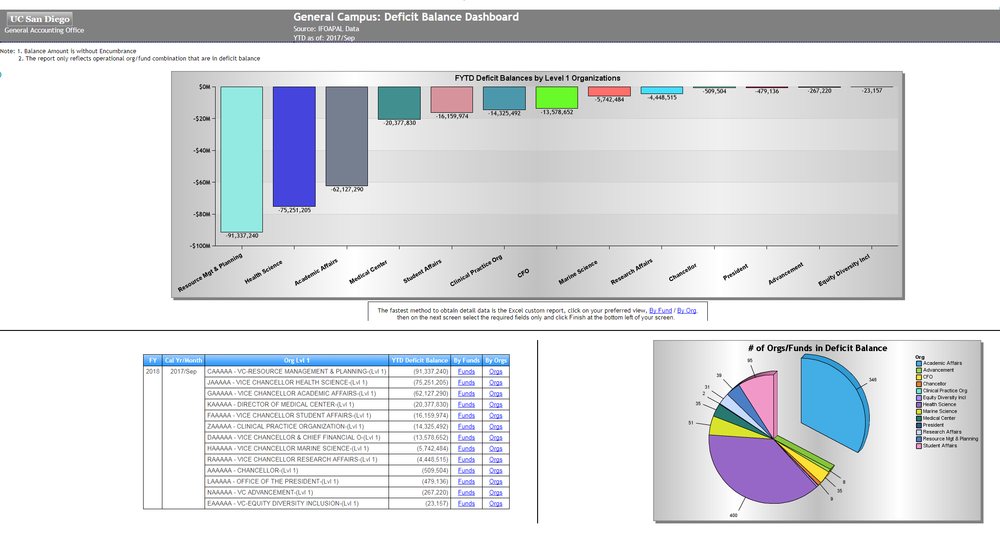 UC San Diego
General Accounting Office
General Campus: Deficit Balance Dashboard
Source: IFOAPAL Data
YTD as of: 2017/Sep
Note: 1. Balance Amount is without Encumbrance
2. The report only reflects operational org/fund combination that are in deficit balance
FYTD Deficit Balances by Level 1 Organizations
$0M
-$20M
-$40M
-$60M
-$80M
-$100M
-91,337,240
-75,251,205
-62,127,290
-20,377,830
-16,159,974
-14,325,492
-13,578,652
-5,742,484
-4,448,515
-509,504
-479,136
-267,220
-23,157
Resource Mgt & Planning
Health Science
Academic Affairs
Medical Center
Student Affairs
Clinical Practice Org
CFO
Marine Science
Research Affairs
Chancellor
President
Advancement
Equity Diversity Incl
The fastest method to obtain detail data is the Excel custom report, click on your preferred view, By Fund / By Org,
then on the next screen select the required fields only and click Finish at the bottom left of your screen.
FY Cal Yr/Month Org Lvl 1 YTD Deficit Balance By Funds By Orgs
2018 2017/Sep CAAAAA - VC-RESOURCE MANAGEMENT & PLANNING-(Lvl 1) (91,337,240) Funds Orgs
JAAAAA - VICE CHANCELLOR HEALTH SCIENCE-(Lvl 1) (75,251,205) Funds Orgs
GAAAAA - VICE CHANCELLOR ACADEMIC AFFAIRS-(Lvl 1) (62,127,290) Funds Orgs
KAAAAA - DIRECTOR OF MEDICAL CENTER-(Lvl 1) (20,377,830) Funds Orgs
FAAAAA - VICE CHANCELLOR STUDENT AFFAIRS-(Lvl 1) (16,159,974) Funds Orgs
ZAAAAA - CLINICAL PRACTICE ORGANIZATION-(Lvl 1) (14,325,492) Funds Orgs
DAAAAA - VICE CHANCELLOR & CHIEF FINANCIAL O-(Lvl 1) (13,578,652) Funds Orgs
HAAAAA - VICE CHANCELLOR MARINE SCIENCE-(Lvl 1) (5,742,484) Funds Orgs
RAAAAA - VICE CHANCELLOR RESEARCH AFFAIRS-(Lvl 1) (4,448,515) Funds Orgs
AAAAAA - CHANCELLOR-(Lvl 1) (509,504) Funds Orgs
LAAAAA - OFFICE OF THE PRESIDENT-(Lvl 1) (479,136) Funds Orgs
NAAAAA - VC ADVANCEMENT-(Lvl 1) (267,220) Funds Orgs
EAAAAA - VC-EQUITY DIVERSITY INCLUSION-(Lvl 1) (23,157) Funds Orgs
# of Orgs/Funds in Deficit Balance
95
39
31
2
35
51
400
9
35
8
346
Org
Academic Affairs
Advancement
CFO
Chancellor
Clinical Practice Org
Equity Diversity Incl
Health Science
Marine Science
Medical Center
President
Research Affairs
Resource Mgt & Planning
Student Affairs